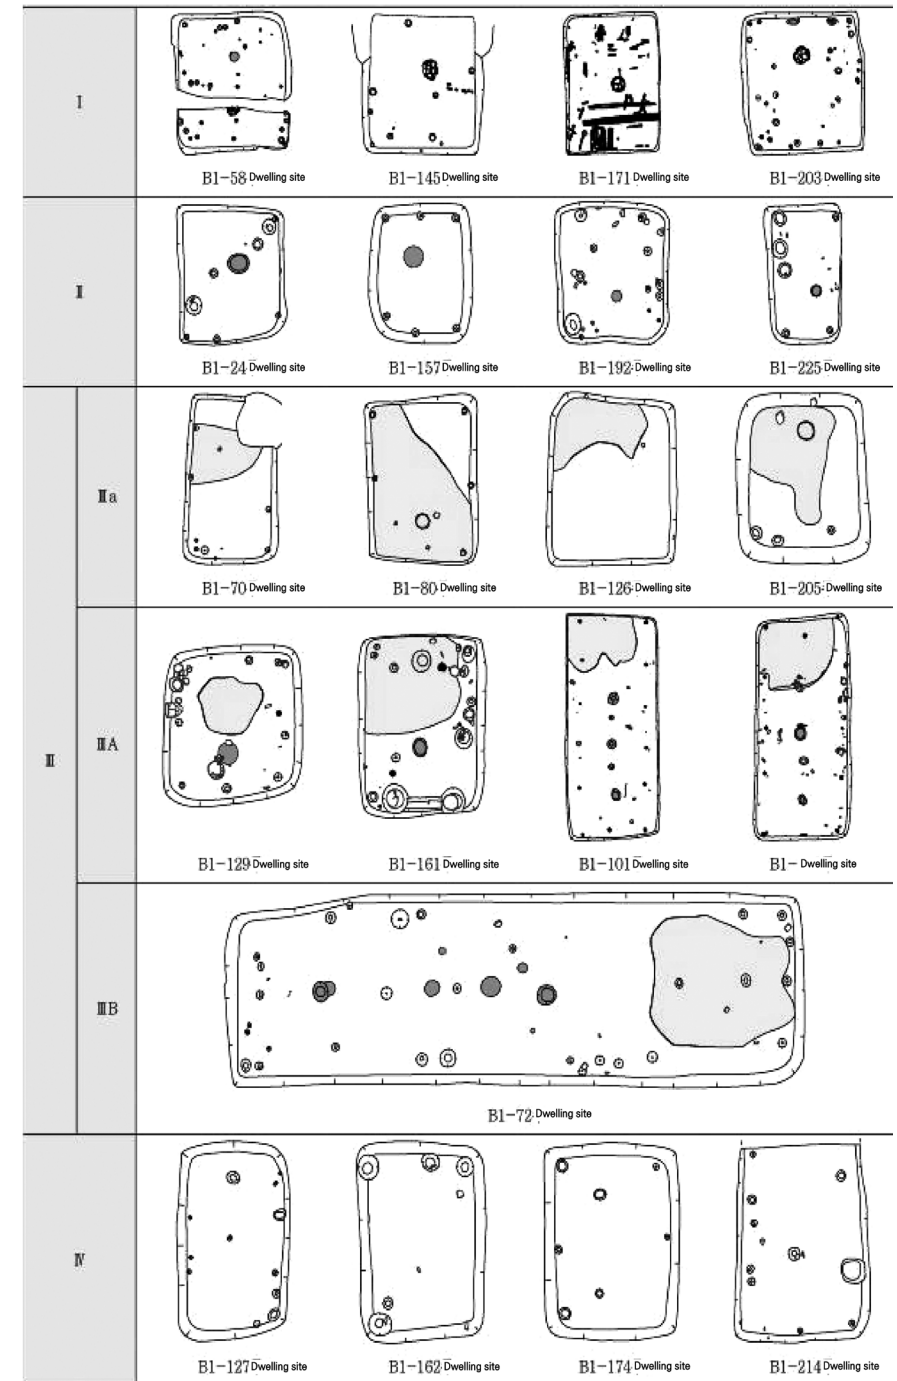 Ⅰ
B1-58 Dwelling site B1-145 Dwelling site B1-171 Dwelling site B1-203 Dwelling site
Ⅱ
B1-24 Dwelling site B1-157 Dwelling site B1-192 Dwelling site B1-225 Dwelling site
Ⅲ
Ⅲa
B1-70 Dwelling site B1-80 Dwelling site B1-126 Dwelling site B1-205 Dwelling site
ⅢA
B1-129 Dwelling site B1-161 Dwelling site B1-101 Dwelling site B1- Dwelling site
ⅢB
B1-72 Dwelling site
Ⅳ
B1-127 Dwelling site B1-162 Dwelling site B1-174 Dwelling site B1-214 Dwelling site